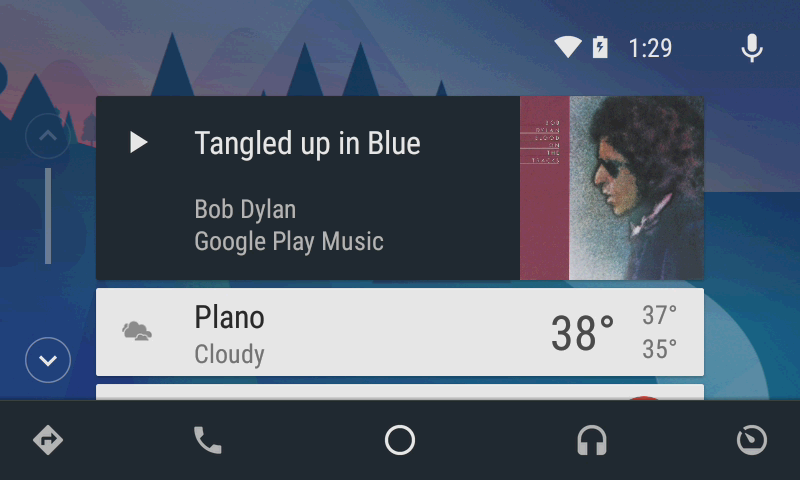 1:29
Tangled up in Blue
Bob Dylan
Google Play Music
BOB
DYLAN
BLOOD
ON
THE
TRACKS
Plano
Cloudy
38°
37°
35°